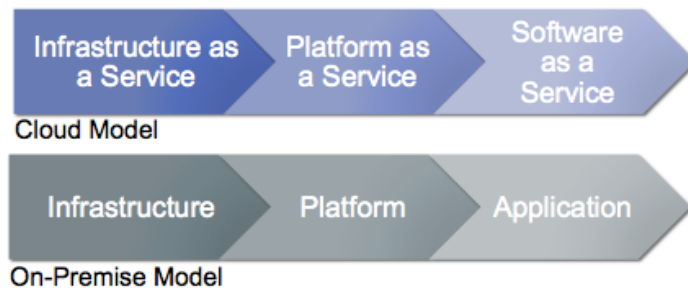 Infrastructure as
a Service
Platform as
a Service
Software
as a
Service
Cloud Model
Infrastructure
Platform
Application
On-Premise Model